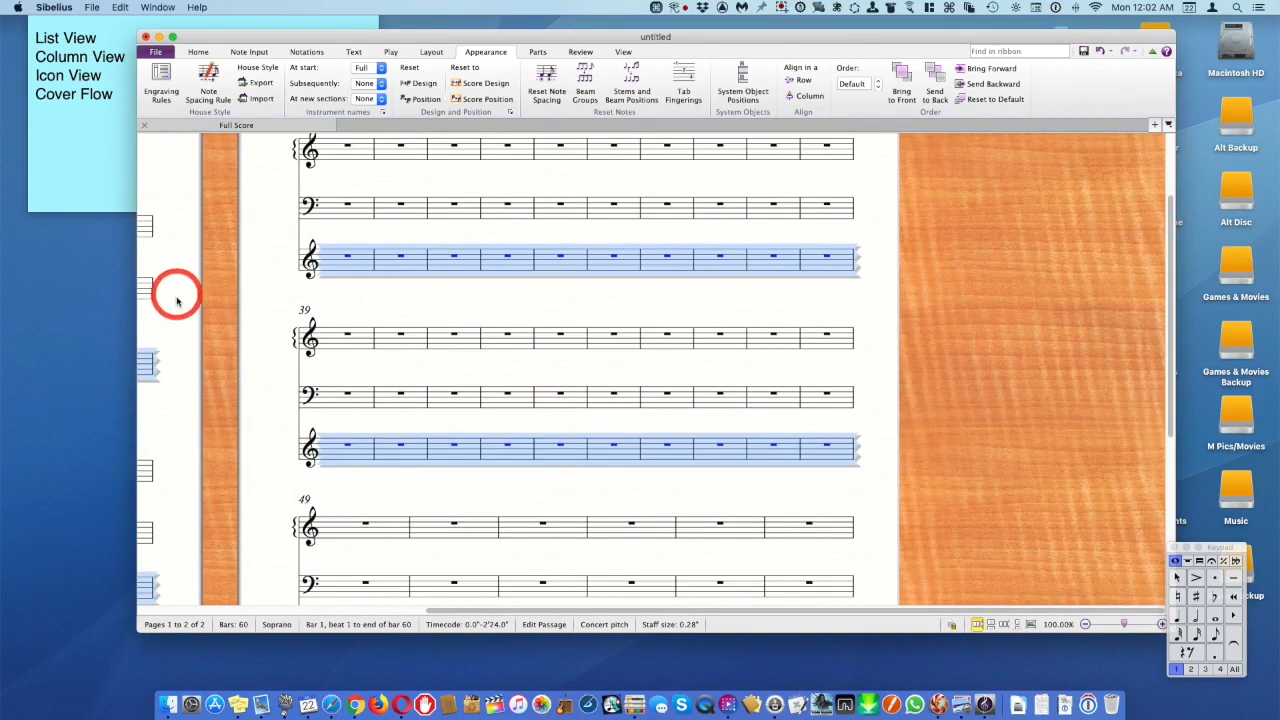 Sibelius File Edit Window Help
22 Mon 12:02 AM
List View
Column View
Icon View
Cover Flow
untitled
File Home Note Input Notations Text Play Layout Appearance Parts Review View
Find in ribbon
Engraving Rules
Note Spacing Rule
House Style
Export
Import
House Style
At start: Full
Subsequently: None
At new sections: None
Instrument names
Reset
Design
Position
Reset to
Score Design
Score Position
Design and Position
Reset Note Spacing
Beam Groups
Stems and Beam Positions
Tab Fingerings
Reset Notes
System Object Positions
System Objects
Align in a
Row
Column
Align
Order:
Default
Bring to Front
Send to Back
Bring Forward
Send Backward
Reset to Default
Order
Full Score
39
49
Pages 1 to 2 of 2 Bars: 60 Soprano Bar 1, beat 1 to end of bar 60 Timecode: 0'0"-2'24.0" Edit Passage Concert pitch Staff size: 0.28" 100.00%
Macintosh HD
Alt Backup
Alt Disc
Games & Movies
Games & Movies
Backup
M Pics/Movies
Music
Keypad
1 2 3 4 All
22